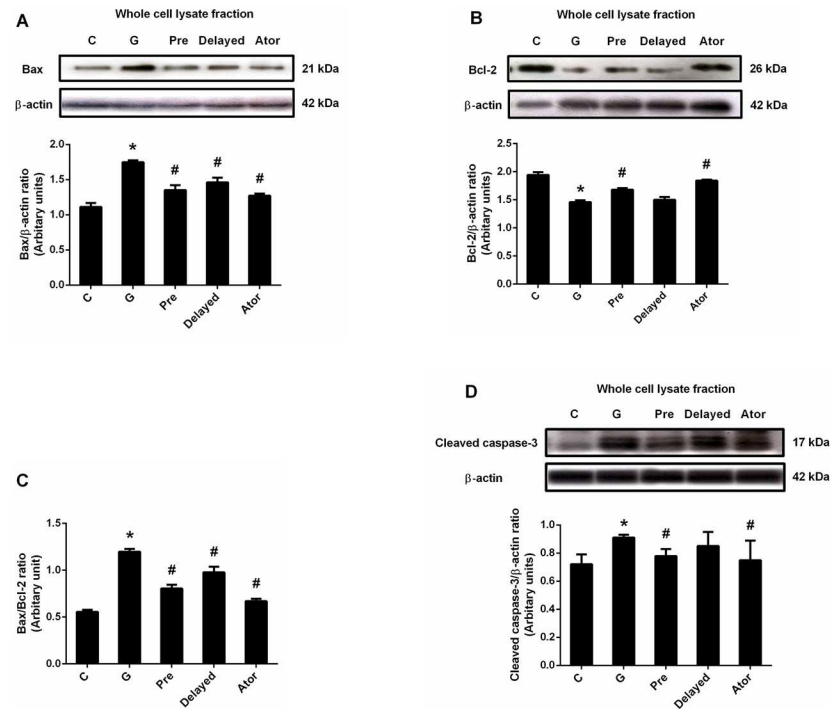 A
Whole cell lysate fraction
C G Pre Delayed Ator
Bax 21 kDa
β-actin 42 kDa
Bax/β-actin ratio
(Arbitary units)
2.0
1.5
1.0
0.5
0.0
* # # #
C G Pre Delayed Ator
B
Whole cell lysate fraction
C G Pre Delayed Ator
Bcl-2 26 kDa
β-actin 42 kDa
Bcl-2/β-actin ratio
(Arbitary units)
2.5
2.0
1.5
1.0
0.5
0.0
* # #
C G Pre Delayed Ator
C
Bax/Bcl-2 ratio
(Arbitary unit)
1.5
1.0
0.5
0.0
* # # #
C G Pre Delayed Ator
D
Whole cell lysate fraction
C G Pre Delayed Ator
Cleaved caspase-3 17 kDa
β-actin 42 kDa
Cleaved caspase-3/β-actin ratio
(Arbitary units)
1.0
0.8
0.6
0.4
0.2
0.0
* # #
C G Pre Delayed Ator